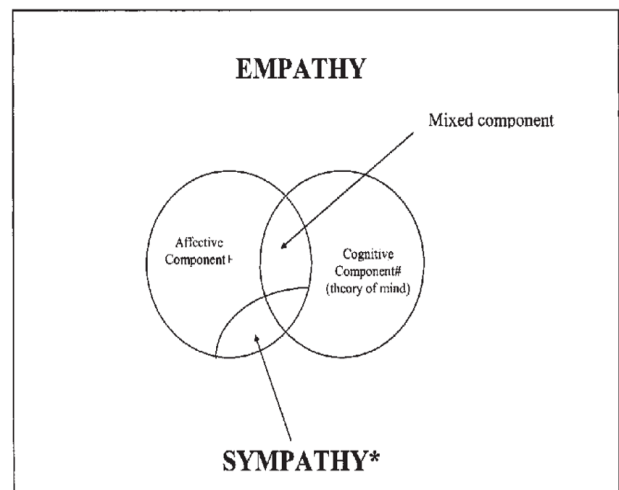 EMPATHY
Mixed component
Affective
Component+
Cognitive
Component#
(theory of mind)
SYMPATHY*